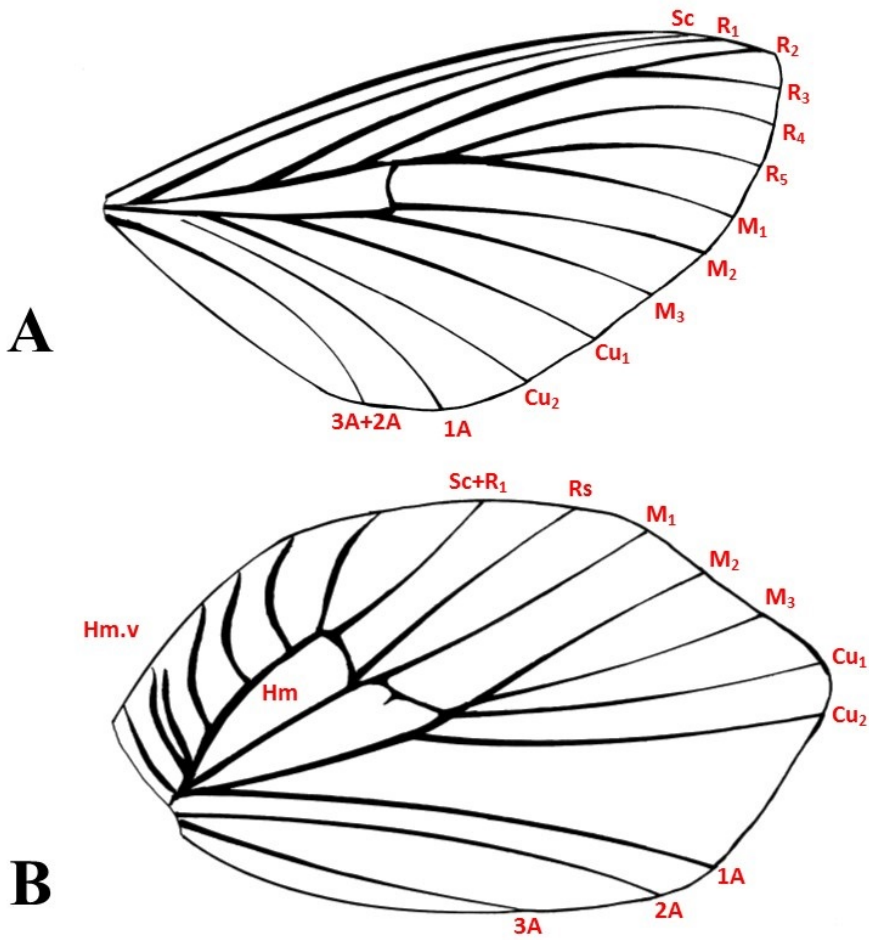 Sc
R₁
R₂
R₃
R₄
R₅
M₁
M₂
M₃
Cu₁
Cu₂
1A
3A+2A
A
Sc+R₁
Rs
M₁
M₂
M₃
Cu₁
Cu₂
1A
2A
3A
Hm.v
Hm
B